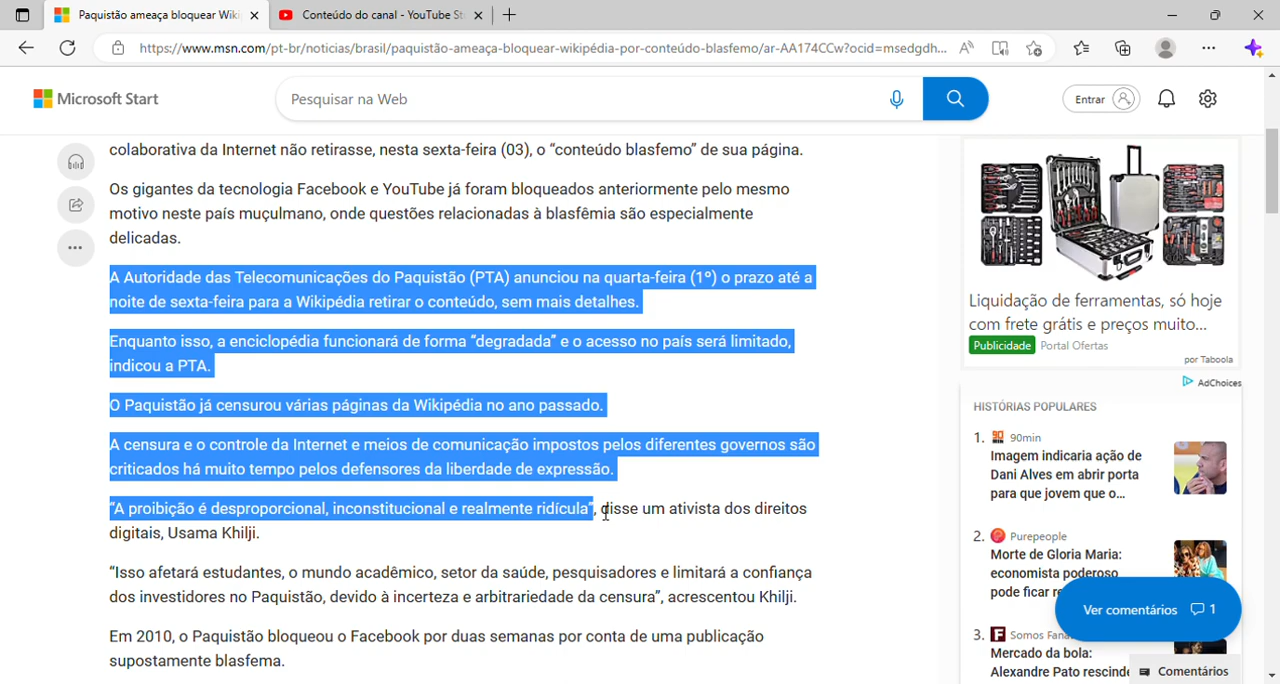 Paquistão ameaça bloquear Wiki
Conteúdo do canal - YouTube St
https://www.msn.com/pt-br/noticias/brasil/paquistão-ameaça-bloquear-wikipédia-por-conteúdo-blasfemo/ar-AA174CCw?ocid=msedgdh...
Microsoft Start
Pesquisar na Web
Entrar
colaborativa da Internet não retirasse, nesta sexta-feira (03), o “conteúdo blasfemo” de sua página.
Os gigantes da tecnologia Facebook e YouTube já foram bloqueados anteriormente pelo mesmo
motivo neste país muçulmano, onde questões relacionadas à blasfêmia são especialmente
delicadas.
A Autoridade das Telecomunicações do Paquistão (PTA) anunciou na quarta-feira (1º) o prazo até a
noite de sexta-feira para a Wikipédia retirar o conteúdo, sem mais detalhes.
Enquanto isso, a enciclopédia funcionará de forma “degradada” e o acesso no país será limitado,
indicou a PTA.
O Paquistão já censurou várias páginas da Wikipédia no ano passado.
A censura e o controle da Internet e meios de comunicação impostos pelos diferentes governos são
criticados há muito tempo pelos defensores da liberdade de expressão.
“A proibição é desproporcional, inconstitucional e realmente ridícula”, disse um ativista dos direitos
digitais, Usama Khilji.
“Isso afetará estudantes, o mundo acadêmico, setor da saúde, pesquisadores e limitará a confiança
dos investidores no Paquistão, devido à incerteza e arbitrariedade da censura”, acrescentou Khilji.
Em 2010, o Paquistão bloqueou o Facebook por duas semanas por conta de uma publicação
supostamente blasfema.
Liquidação de ferramentas, só hoje
com frete grátis e preços muito...
Publicidade Portal Ofertas
por Taboola
AdChoices
HISTÓRIAS POPULARES
1. 90min
Imagem indicaria ação de
Dani Alves em abrir porta
para que jovem que o...
2. Purepeople
Morte de Gloria Maria:
economista poderoso
pode ficar re
Ver comentários 1
3. F Somos Fana
Mercado da bola:
Alexandre Pato rescinde
Comentários